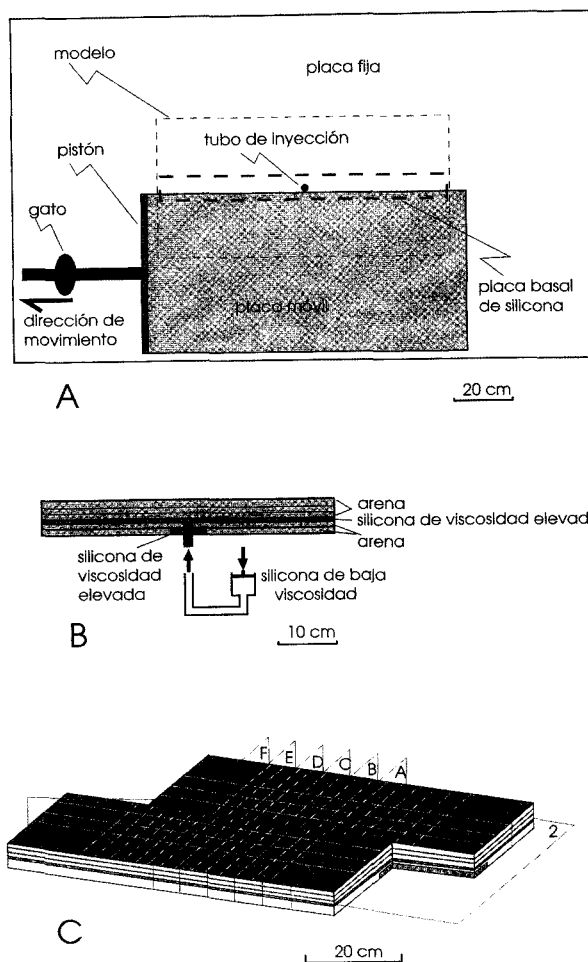 modelo
placa fija
tubo de inyección
pistón
gato
placa basal
de silicona
placa móvil
dirección de
movimiento
A
20 cm
arena
silicona de viscosidad elevad
arena
silicona de
viscosidad
elevada
silicona de baja
viscosidad
B
10 cm
F E D C B A
2
C
20 cm